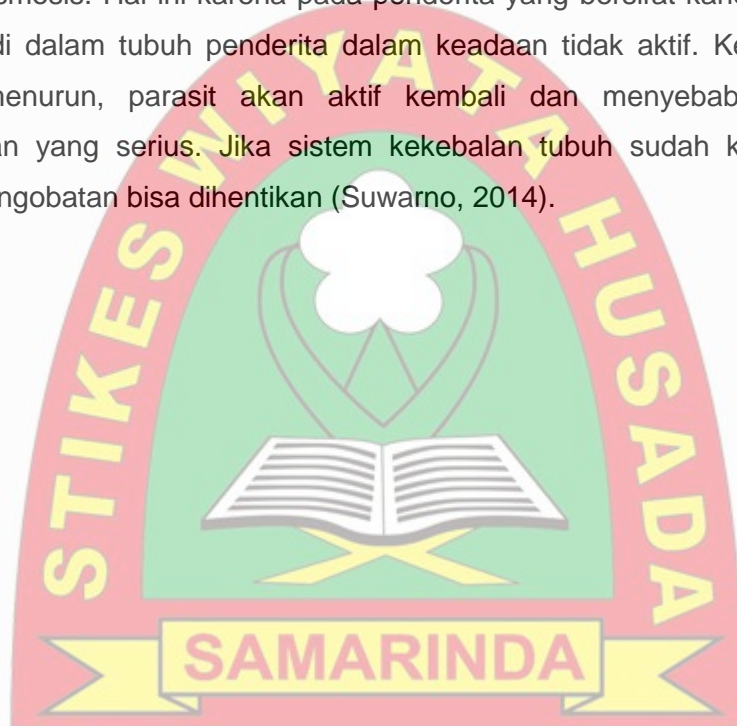 Hal ini karena pada penderita yang bersifat
di dalam tubuh penderita dalam keadaan tidak aktif.
menurun, parasit akan aktif kembali dan
yang serius. Jika sistem kekebalan tubuh sudah
bisa dihentikan (Suwarno, 2014).
STIKES WIYATA HUSADA
SAMARINDA